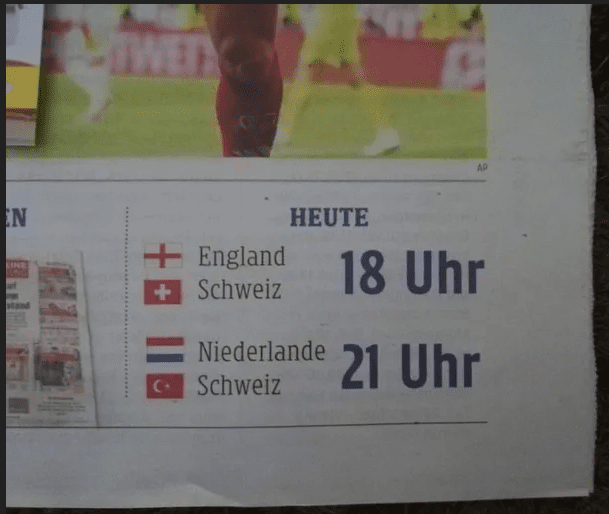 AP
EN
HEUTE
England
Schweiz
18 Uhr
Niederlande
Schweiz
21 Uhr